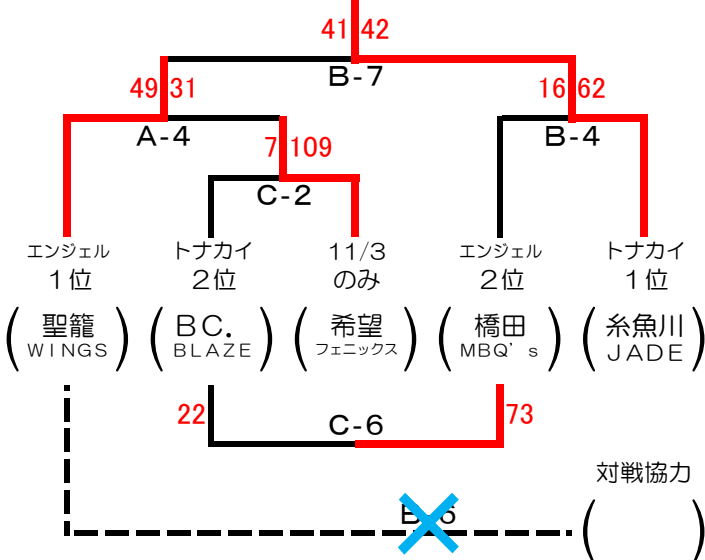 41 42
B-7
49 31
16 62
A-4
B-4
7 109
C-2
エンジェル
1位
トナカイ
2位
11/3
のみ
エンジェル
2位
トナカイ
1位
(聖籠
WINGS)
(BC.
BLAZE)
(希望
フェニックス)
(橋田
MBQ's)
(糸魚川
JADE)
22
C-6
73
対戦協力
( )
B-6